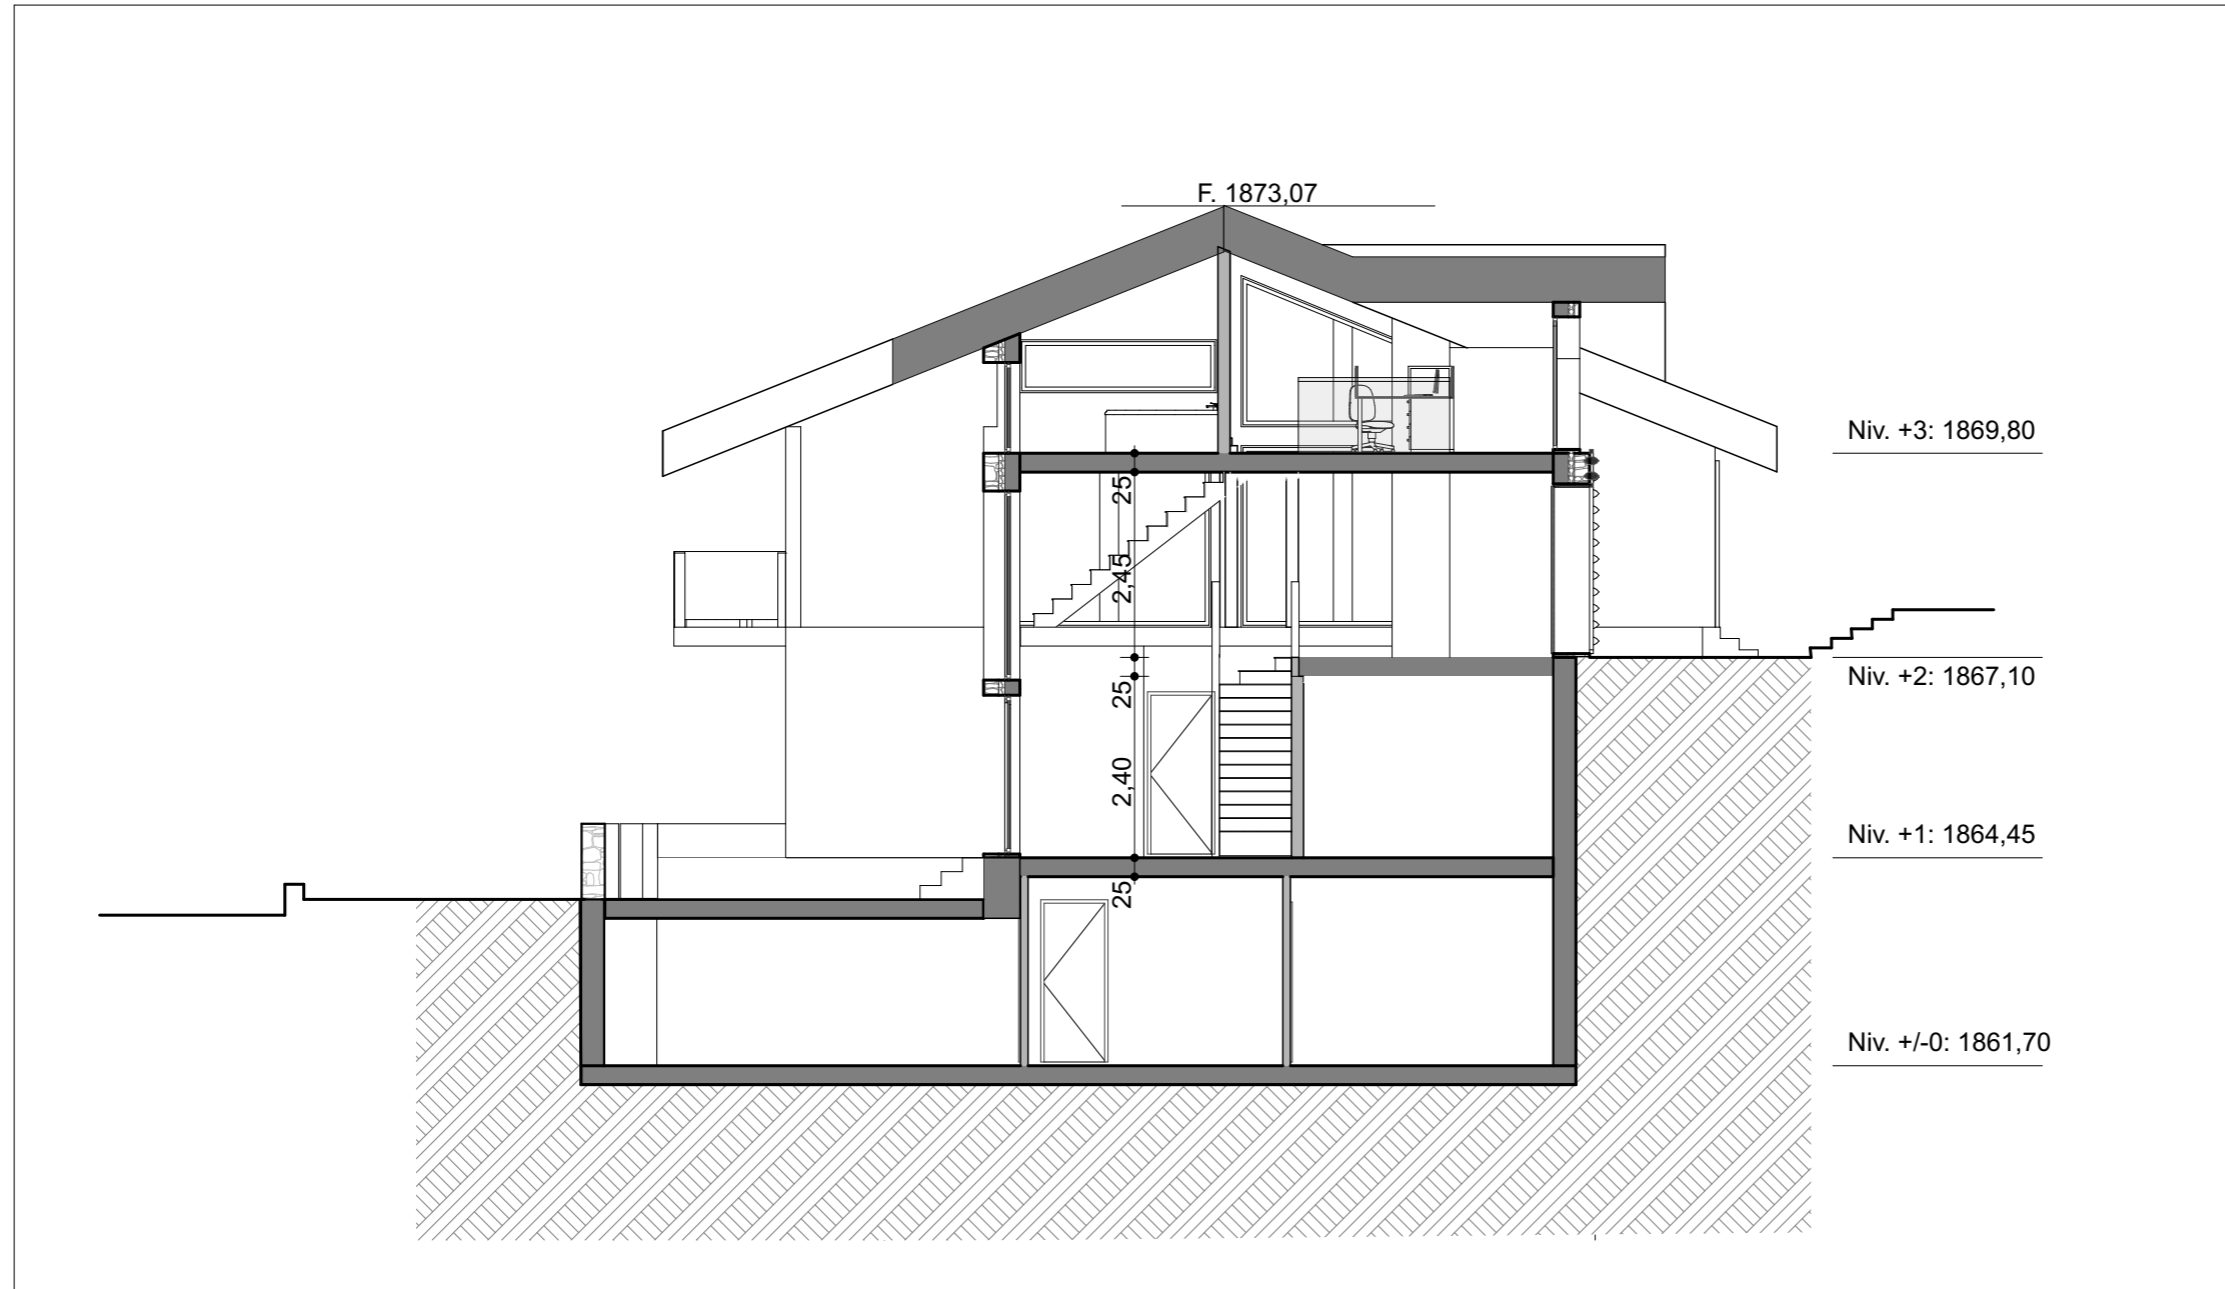 F. 1873,07
Niv. +3: 1869,80
25
2,45
Niv. +2: 1867,10
25
2,40
Niv. +1: 1864,45
25
Niv. +/-0: 1861,70